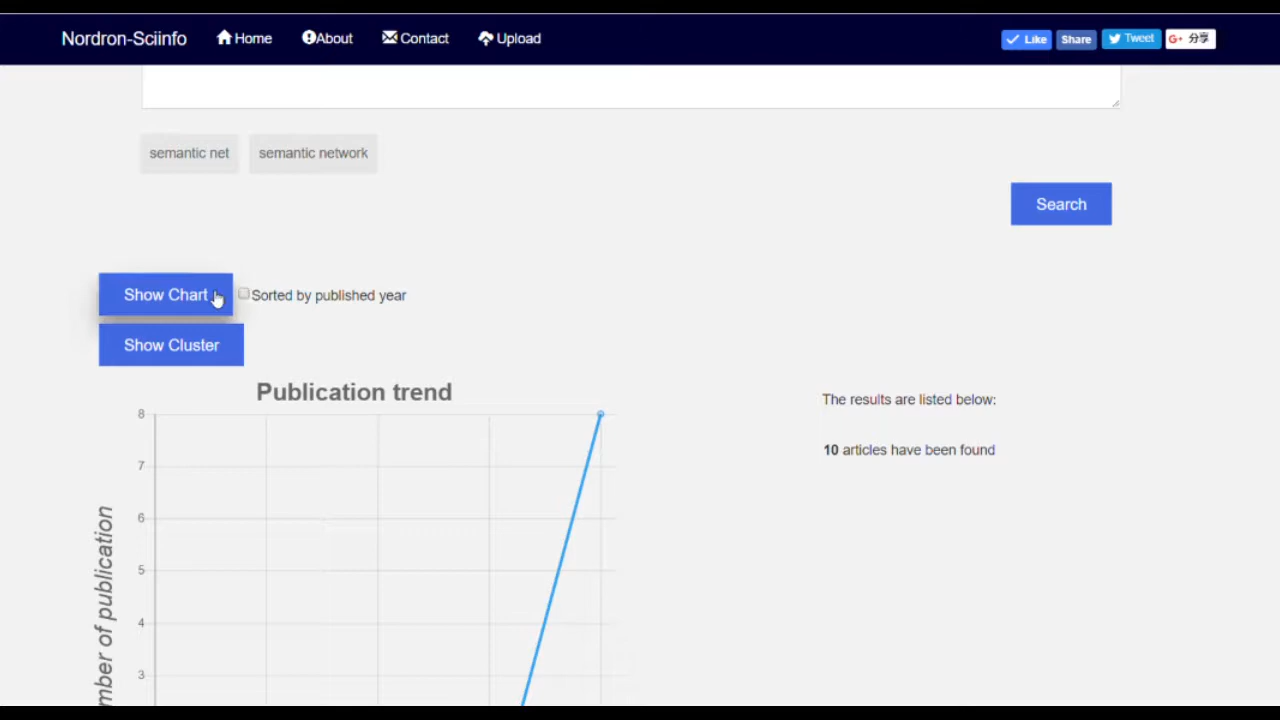 Nordron-Sciinfo Home About Contact Upload Like Share Tweet G+ 分享
semantic net semantic network
Search
Show Chart Sorted by published year
Show Cluster
Publication trend
The results are listed below:
10 articles have been found
8
7
6
5
4
3
mber of publication